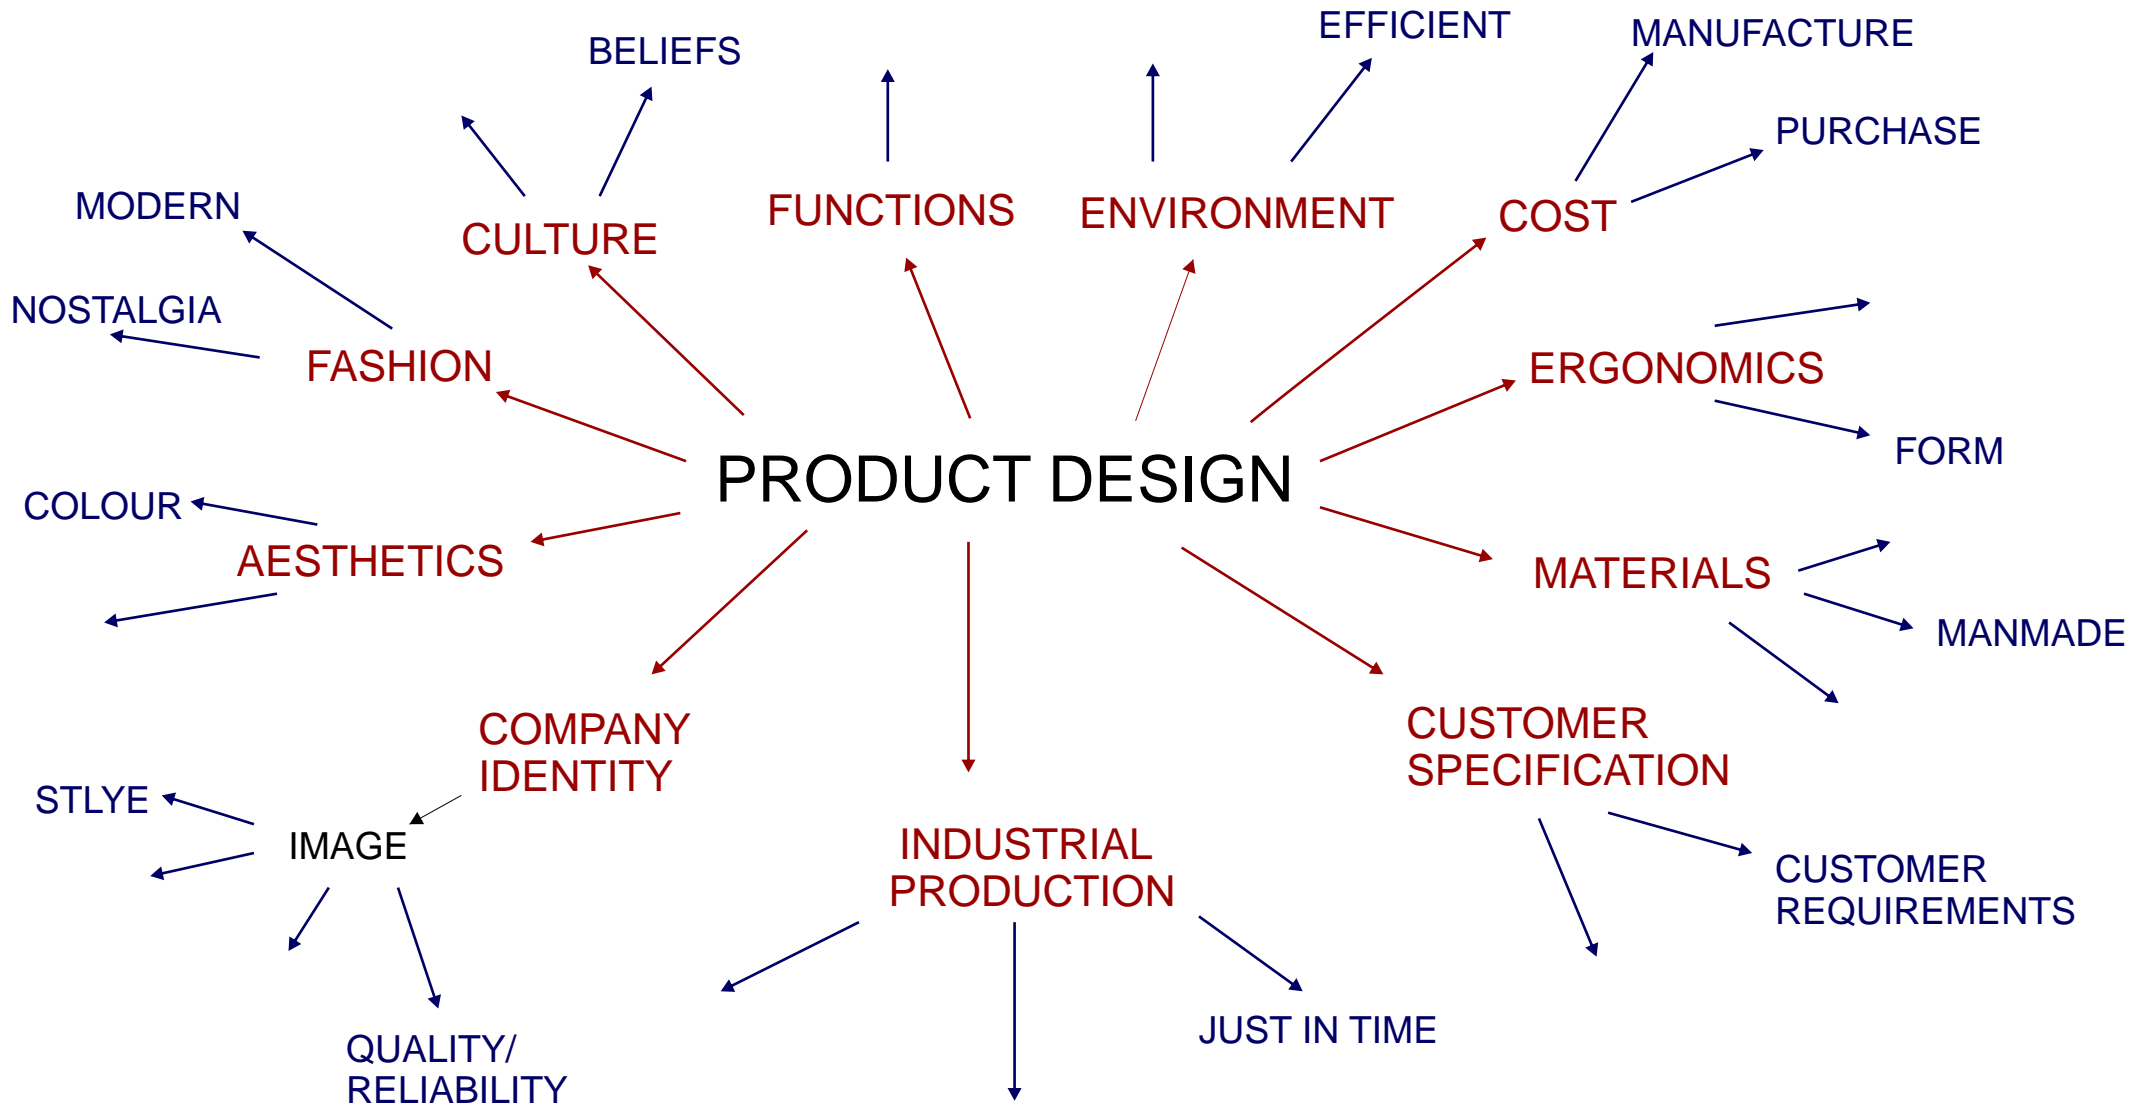 EFFICIENT
MANUFACTURE
BELIEFS
PURCHASE
MODERN
FUNCTIONS
ENVIRONMENT
COST
CULTURE
NOSTALGIA
FASHION
ERGONOMICS
FORM
PRODUCT DESIGN
COLOUR
AESTHETICS
MATERIALS
MANMADE
COMPANY
IDENTITY
CUSTOMER
SPECIFICATION
STLYE
IMAGE
INDUSTRIAL
PRODUCTION
CUSTOMER
REQUIREMENTS
JUST IN TIME
QUALITY/
RELIABILITY